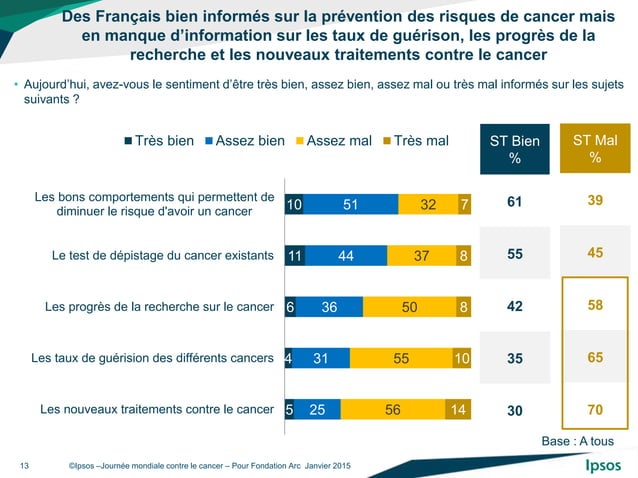 Des Français bien informés sur la prévention des risques de cancer mais
en manque d'information sur les taux de guérison, les progrès de la
recherche et les nouveaux traitements contre le cancer
• Aujourd'hui, avez-vous le sentiment d'être très bien, assez bien, assez mal ou très mal informés sur les sujets
suivants ?
Très bien Assez bien Assez mal Très mal
ST Bien
%
ST Mal
%
Les bons comportements qui permettent de
diminuer le risque d'avoir un cancer
10 51 32 7 61 39
Le test de dépistage du cancer existants 11 44 37 8 55 45
Les progrès de la recherche sur le cancer 6 36 50 8 42 58
Les taux de guérison des différents cancers 4 31 55 10 35 65
Les nouveaux traitements contre le cancer 5 25 56 14 30 70
Base : A tous
13 ©Ipsos –Journée mondiale contre le cancer – Pour Fondation Arc Janvier 2015
Ipsos